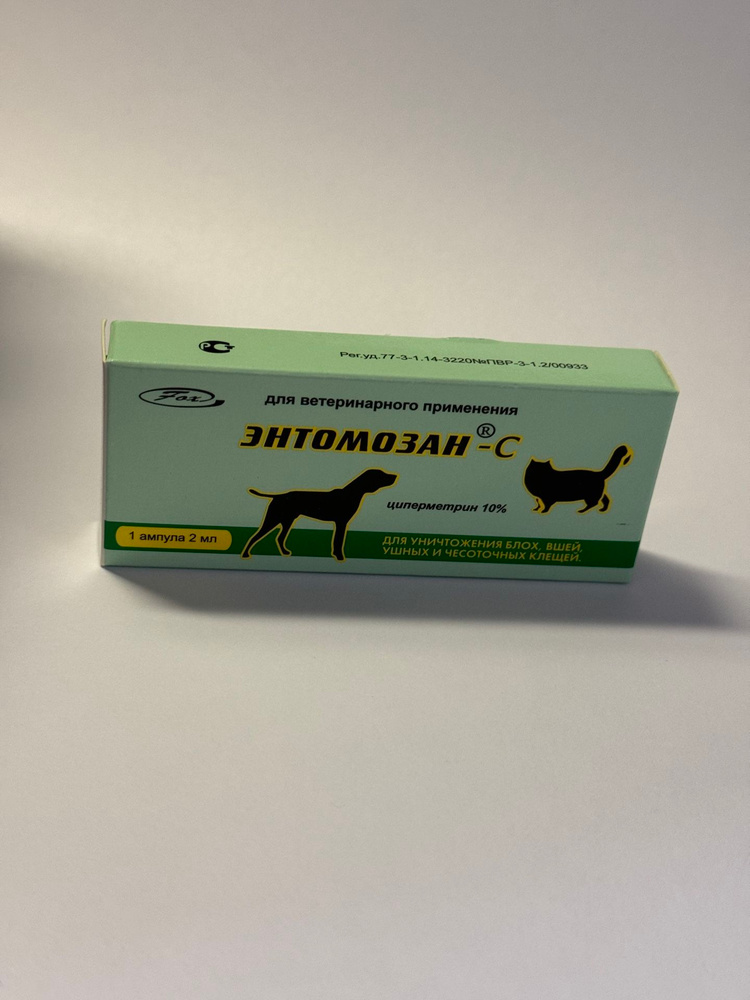 Рег.уд.77-3-1.14-3220№ПВР-3-1.2/00933
Fox
для ветеринарного применения
ЭНТОМОЗАН®-С
циперметрин 10%
1 ампула 2 мл
ДЛЯ УНИЧТОЖЕНИЯ БЛОХ, ВШЕЙ,
УШНЫХ И ЧЕСОТОЧНЫХ КЛЕЩЕЙ.